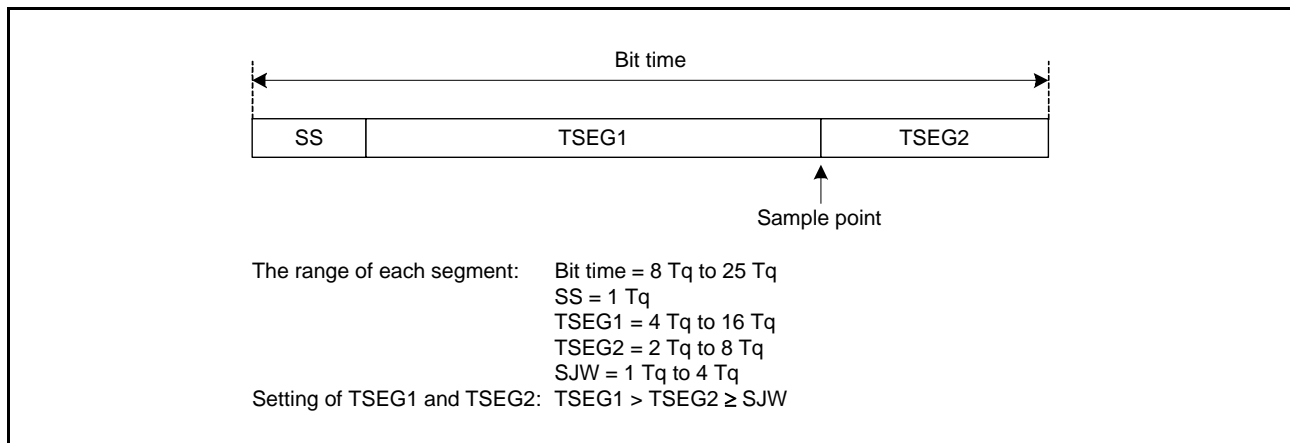 Bit time
SS TSEG1 TSEG2
Sample point
The range of each segment: Bit time = 8 Tq to 25 Tq
SS = 1 Tq
TSEG1 = 4 Tq to 16 Tq
TSEG2 = 2 Tq to 8 Tq
SJW = 1 Tq to 4 Tq
Setting of TSEG1 and TSEG2: TSEG1 > TSEG2 ≥ SJW